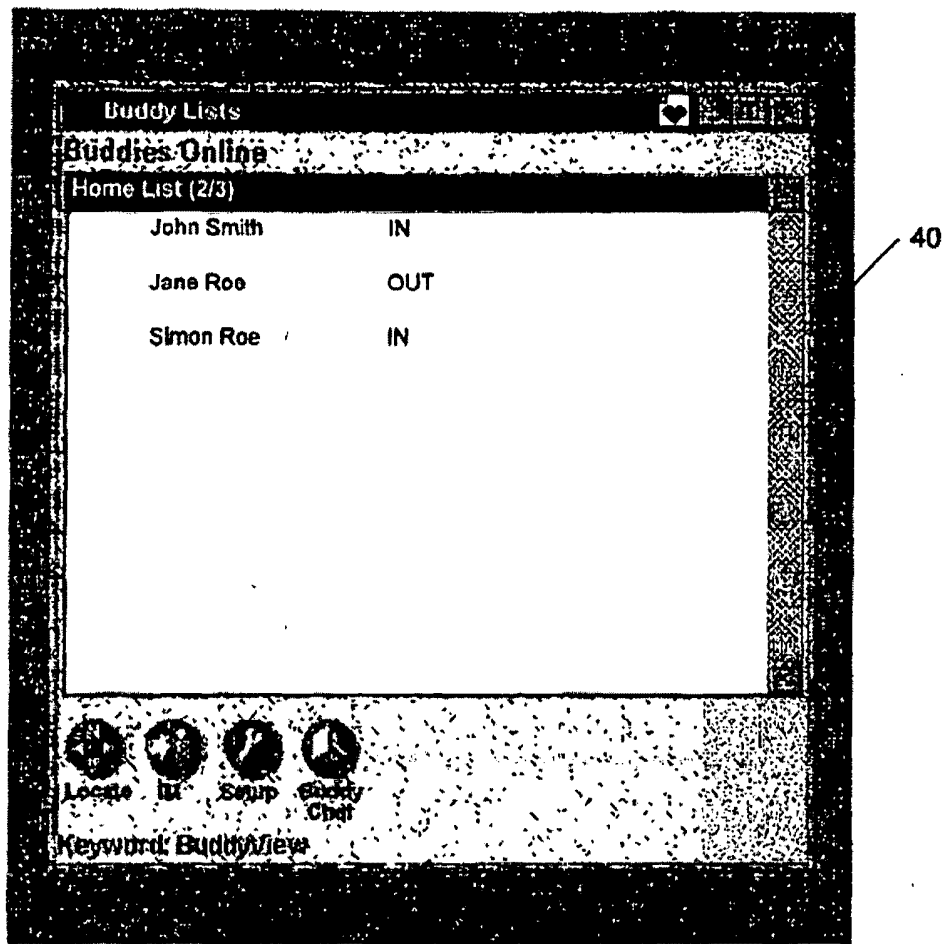 Buddy Lists
Buddies Online
Home List (2/3)
John Smith IN
Jane Roe OUT
Simon Roe IN
40
Locate IM Setup Buddy
Chat
Keyword: BuddyView